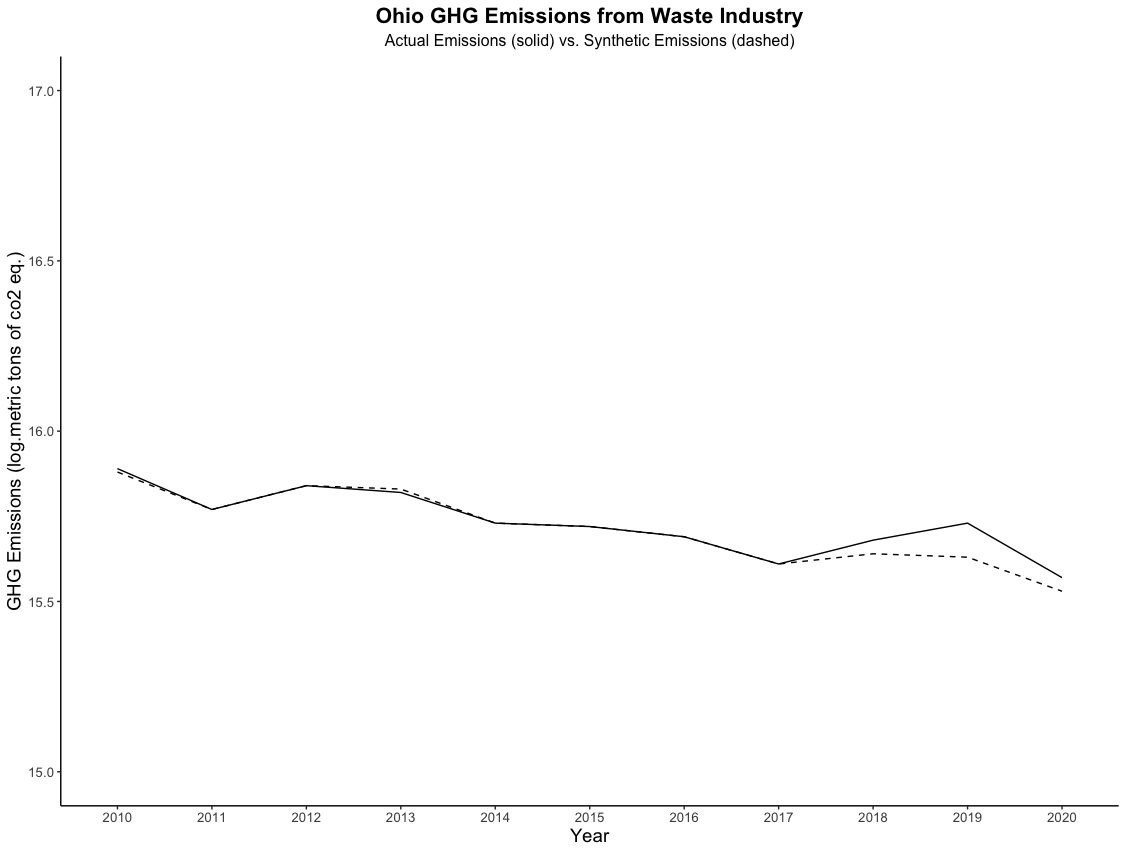 Ohio GHG Emissions from Waste Industry
Actual Emissions (solid) vs. Synthetic Emissions (dashed)
GHG Emissions (log.metric tons of co2 eq.)
17.0
16.5
16.0
15.5
15.0
2010 2011 2012 2013 2014 2015 2016 2017 2018 2019 2020
Year